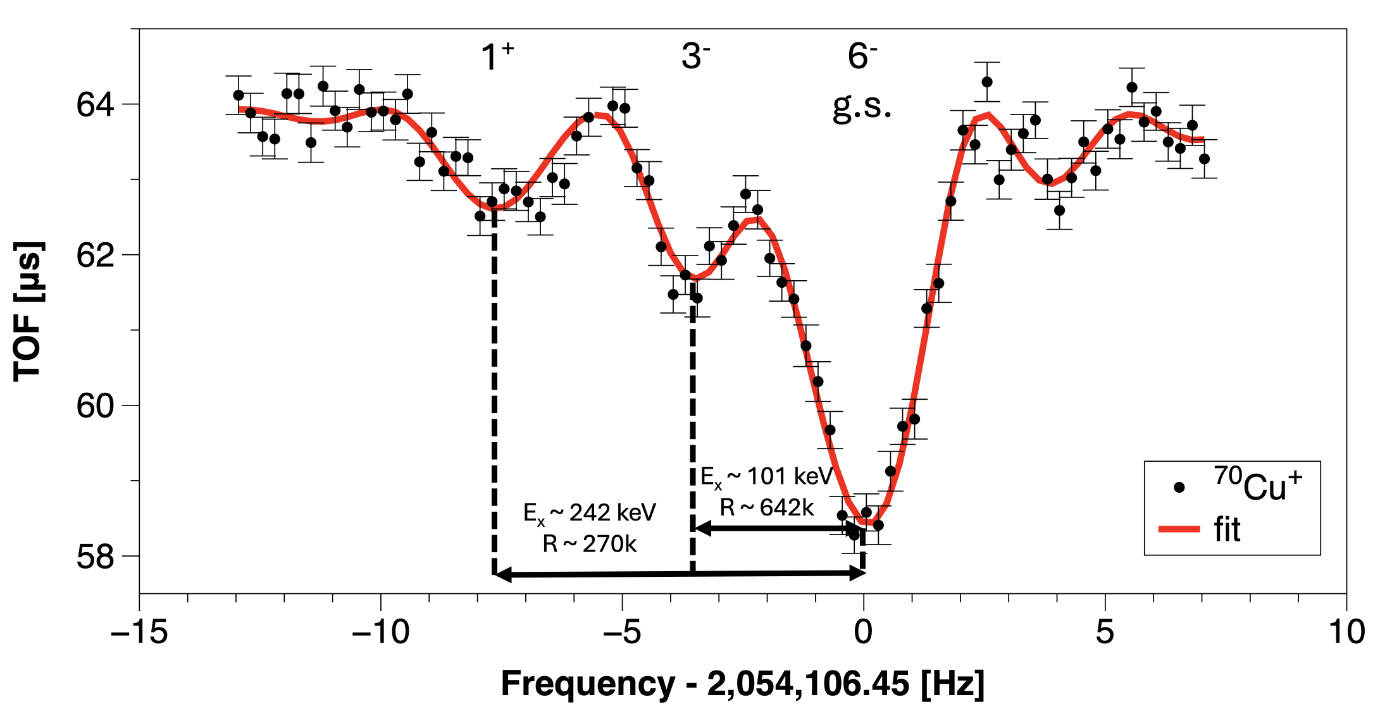 1⁺ 3⁻ 6⁻
g.s.
64
62
60
58
TOF [µs]
Eₓ ~ 101 keV
R ~ 642k
Eₓ ~ 242 keV
R ~ 270k
⁷⁰Cu⁺
fit
−15 −10 −5 0 5 10
Frequency - 2,054,106.45 [Hz]